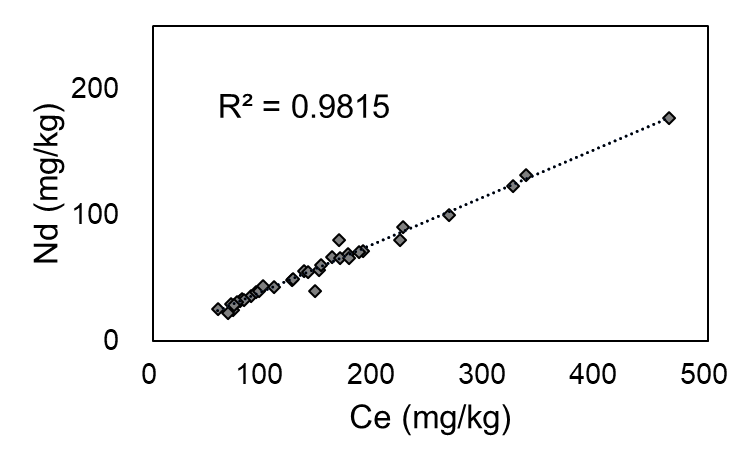 R² = 0.9815
Nd (mg/kg)
200
100
0
0 100 200 300 400 500
Ce (mg/kg)